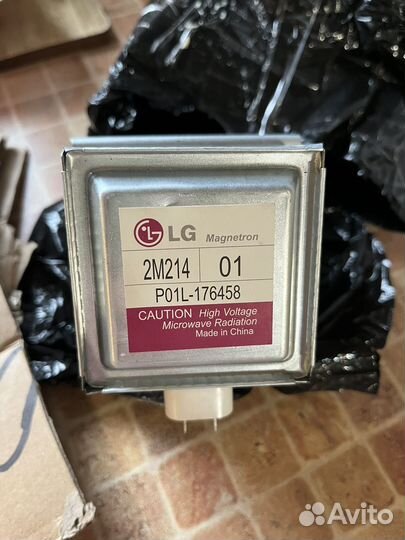 LG Magnetron
2M214 01
P01L-176458
CAUTION High Voltage
Microwave Radiation
Made in China
Avito